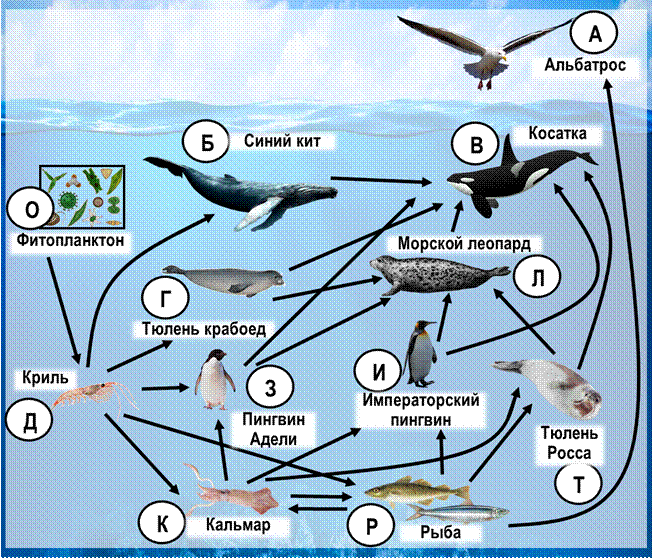 А
Альбатрос
Б
Синий кит
В
Косатка
О
Фитопланктон
Морской леопард
Л
Г
Тюлень крабоед
Криль
Д
З
Пингвин
Адели
И
Императорский
пингвин
Тюлень
Росса
Т
К
Кальмар
Р
Рыба